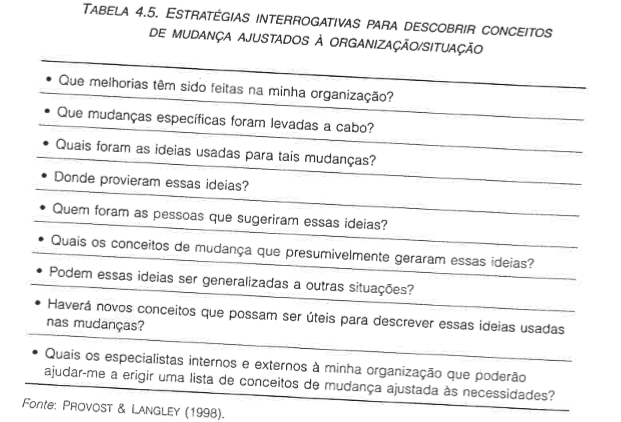 TABELA 4.5. ESTRATÉGIAS INTERROGATIVAS PARA DESCOBRIR CONCEITOS
DE MUDANÇA AJUSTADOS À ORGANIZAÇÃO/SITUAÇÃO
• Que melhorias têm sido feitas na minha organização?
• Que mudanças específicas foram levadas a cabo?
• Quais foram as ideias usadas para tais mudanças?
• Donde provieram essas ideias?
• Quem foram as pessoas que sugeriram essas ideias?
• Quais os conceitos de mudança que presumivelmente geraram essas ideias?
• Podem essas ideias ser generalizadas a outras situações?
• Haverá novos conceitos que possam ser úteis para descrever essas ideias usadas
nas mudanças?
• Quais os especialistas internos e externos à minha organização que poderão
ajudar-me a erigir uma lista de conceitos de mudança ajustada às necessidades?
Fonte: PROVOST & LANGLEY (1998).